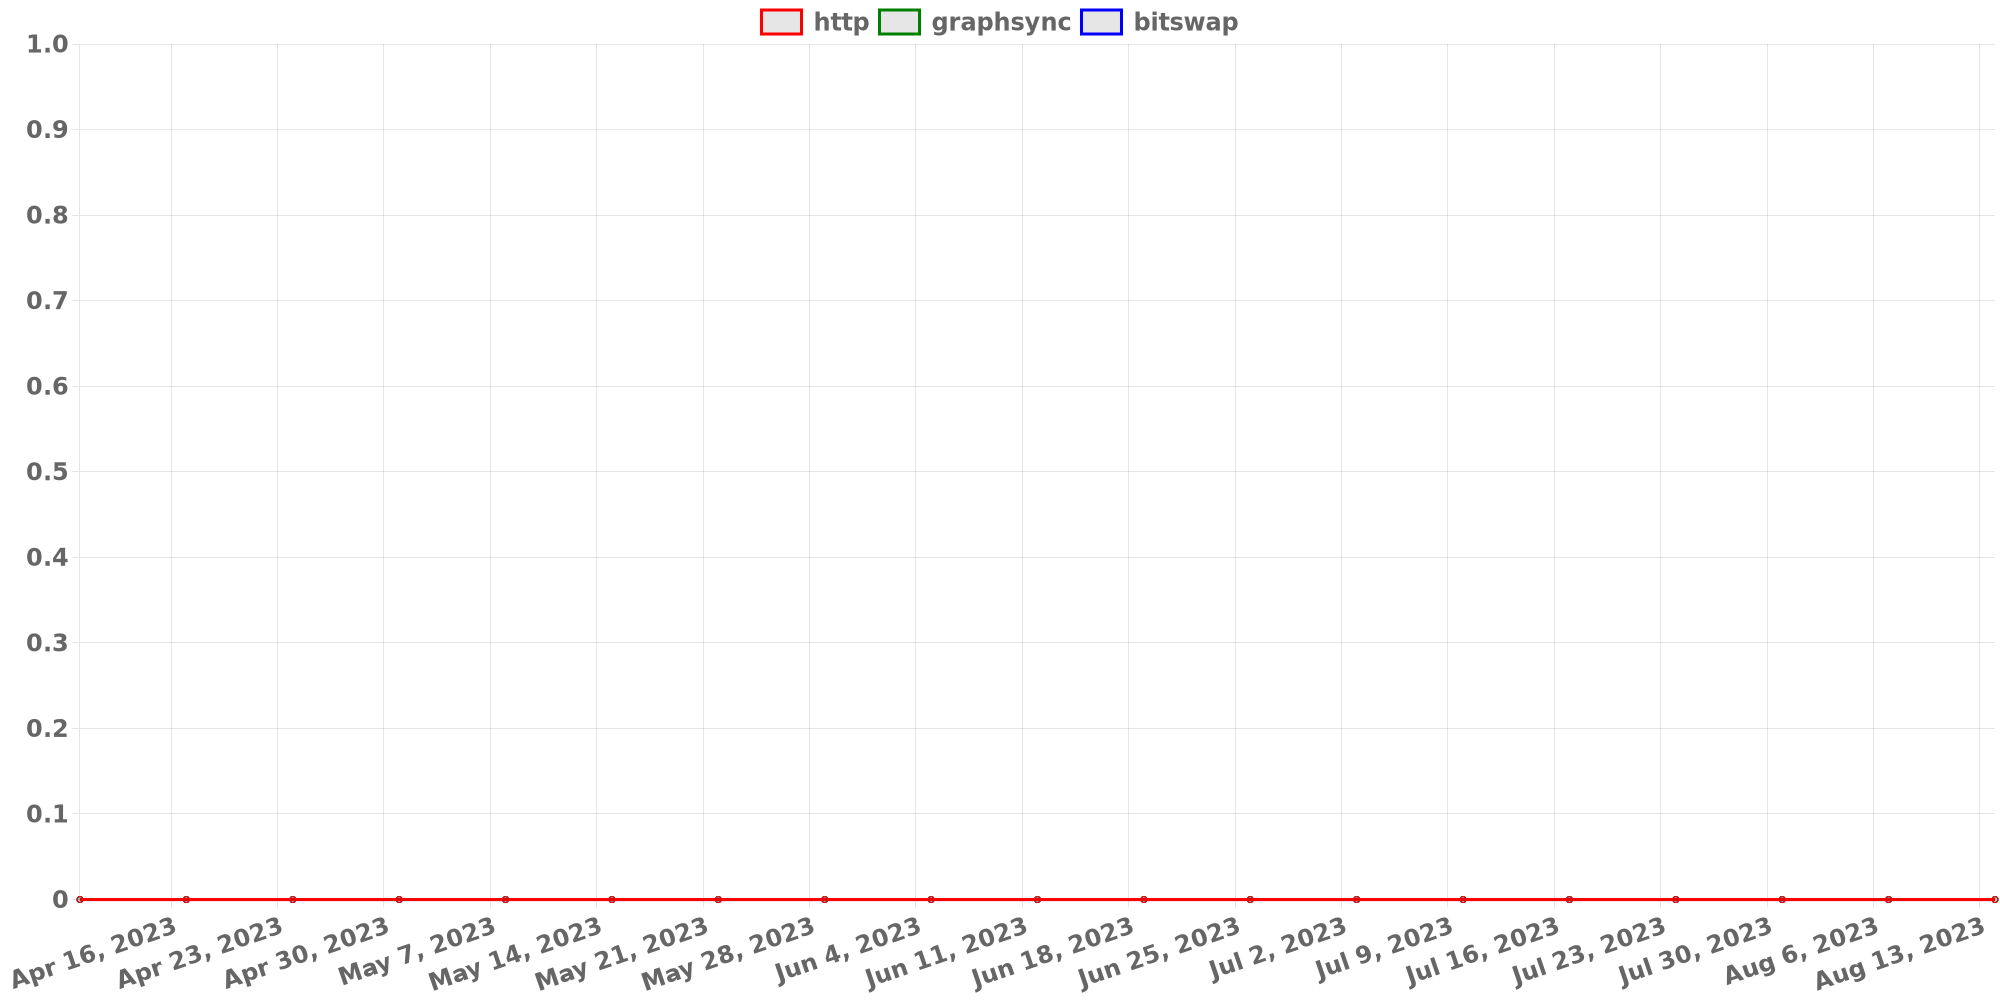 http graphsync bitswap
1.0
0.9
0.8
0.7
0.6
0.5
0.4
0.3
0.2
0.1
0
Apr 16, 2023
Apr 23, 2023
Apr 30, 2023
May 7, 2023
May 14, 2023
May 21, 2023
May 28, 2023
Jun 4, 2023
Jun 11, 2023
Jun 18, 2023
Jun 25, 2023
Jul 2, 2023
Jul 9, 2023
Jul 16, 2023
Jul 23, 2023
Jul 30, 2023
Aug 6, 2023
Aug 13, 2023